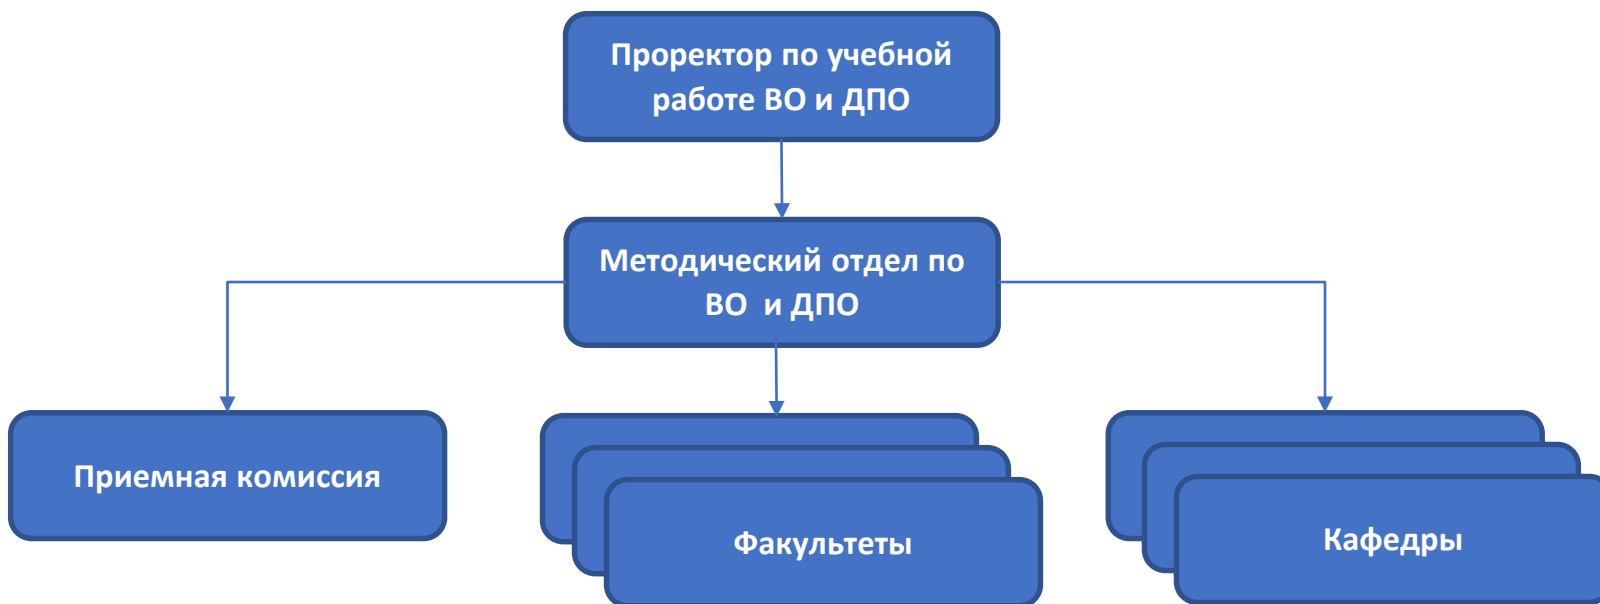 Проректор по учебной
работе ВО и ДПО
Методический отдел по
ВО и ДПО
Приемная комиссия
Факультеты
Кафедры